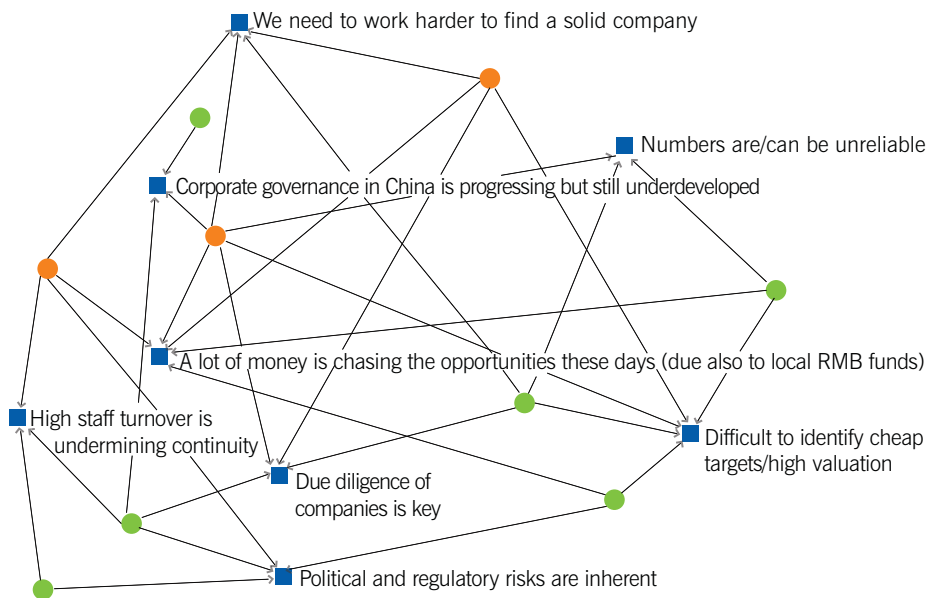 We need to work harder to find a solid company
Numbers are/can be unreliable
Corporate governance in China is progressing but still underdeveloped
A lot of money is chasing the opportunities these days (due also to local RMB funds)
High staff turnover is
undermining continuity
Difficult to identify cheap
targets/high valuation
Due diligence of
companies is key
Political and regulatory risks are inherent